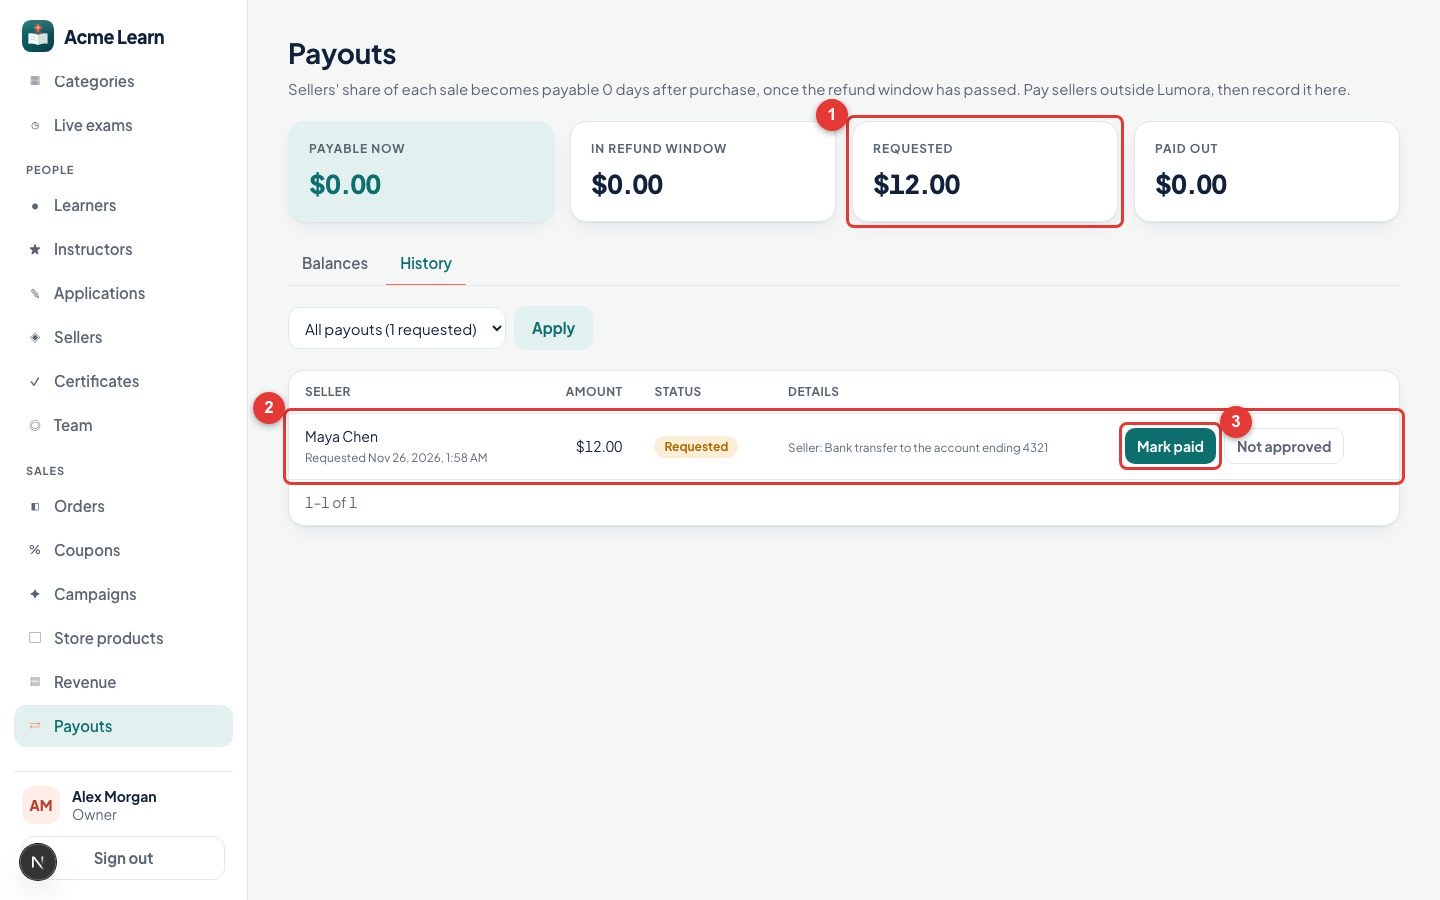 Acme Learn
Categories
Live exams
PEOPLE
Learners
Instructors
Applications
Sellers
Certificates
Team
SALES
Orders
Coupons
Campaigns
Store products
Revenue
Payouts
AM
Alex Morgan
Owner
N
Sign out
Payouts
Sellers' share of each sale becomes payable 0 days after purchase, once the refund window has passed. Pay sellers outside Lumora, then record it here.
1
PAYABLE NOW
$0.00
IN REFUND WINDOW
$0.00
REQUESTED
$12.00
PAID OUT
$0.00
Balances
History
All payouts (1 requested)
Apply
SELLER AMOUNT STATUS DETAILS
2
3
Maya Chen
Requested Nov 26, 2026, 1:58 AM
$12.00
Requested
Seller: Bank transfer to the account ending 4321
Mark paid
Not approved
1–1 of 1